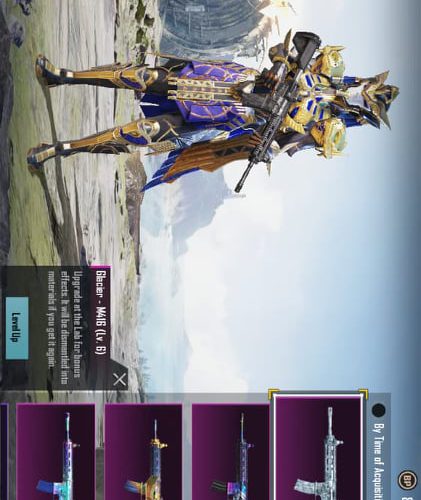 BP
By Time of Acquisit
Glacier - M416 (Lv. 6)
Upgrade at the Lab for bonus
effects. It will be dismantled into
materials if you get it again.
Level Up